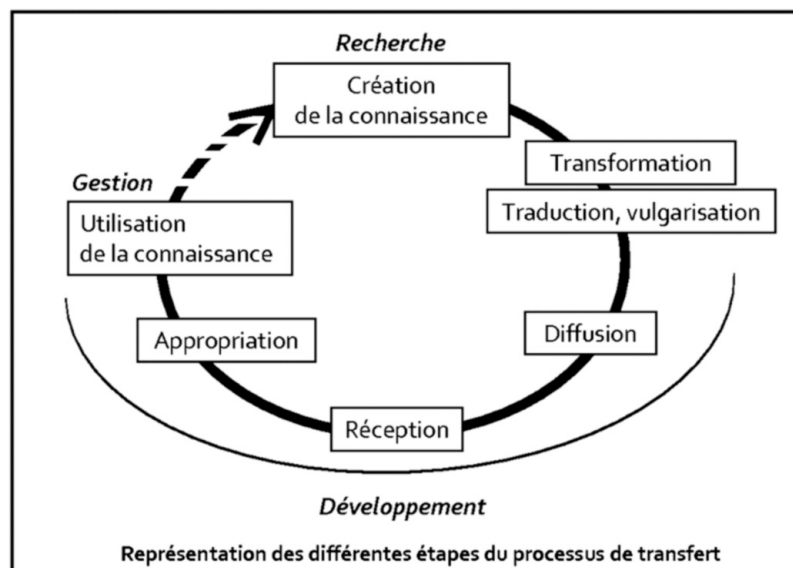 Recherche
Création
de la connaissance
Transformation
Traduction, vulgarisation
Diffusion
Réception
Appropriation
Gestion
Utilisation
de la connaissance
Développement
Représentation des différentes étapes du processus de transfert